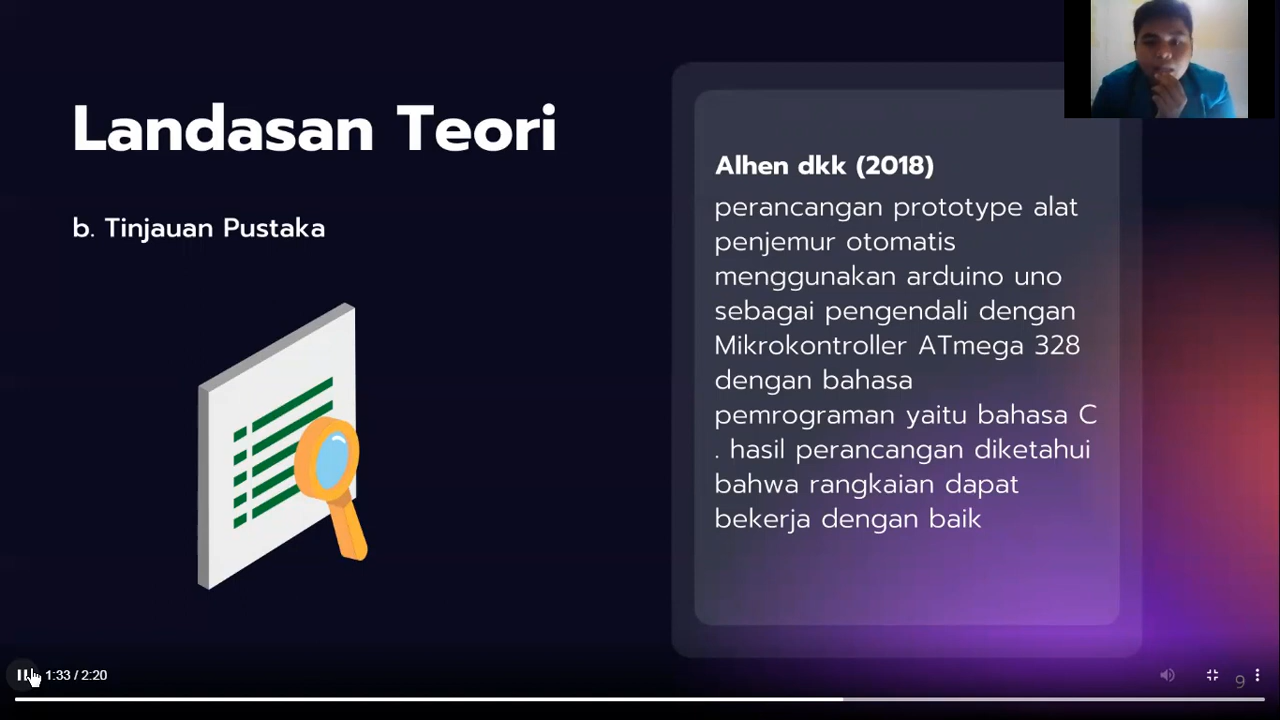 Landasan Teori
b. Tinjauan Pustaka
Alhen dkk (2018)
perancangan prototype alat
penjemur otomatis
menggunakan arduino uno
sebagai pengendali dengan
Mikrokontroller ATmega 328
dengan bahasa
pemrograman yaitu bahasa C
. hasil perancangan diketahui
bahwa rangkaian dapat
bekerja dengan baik
1:33 / 2:20
9